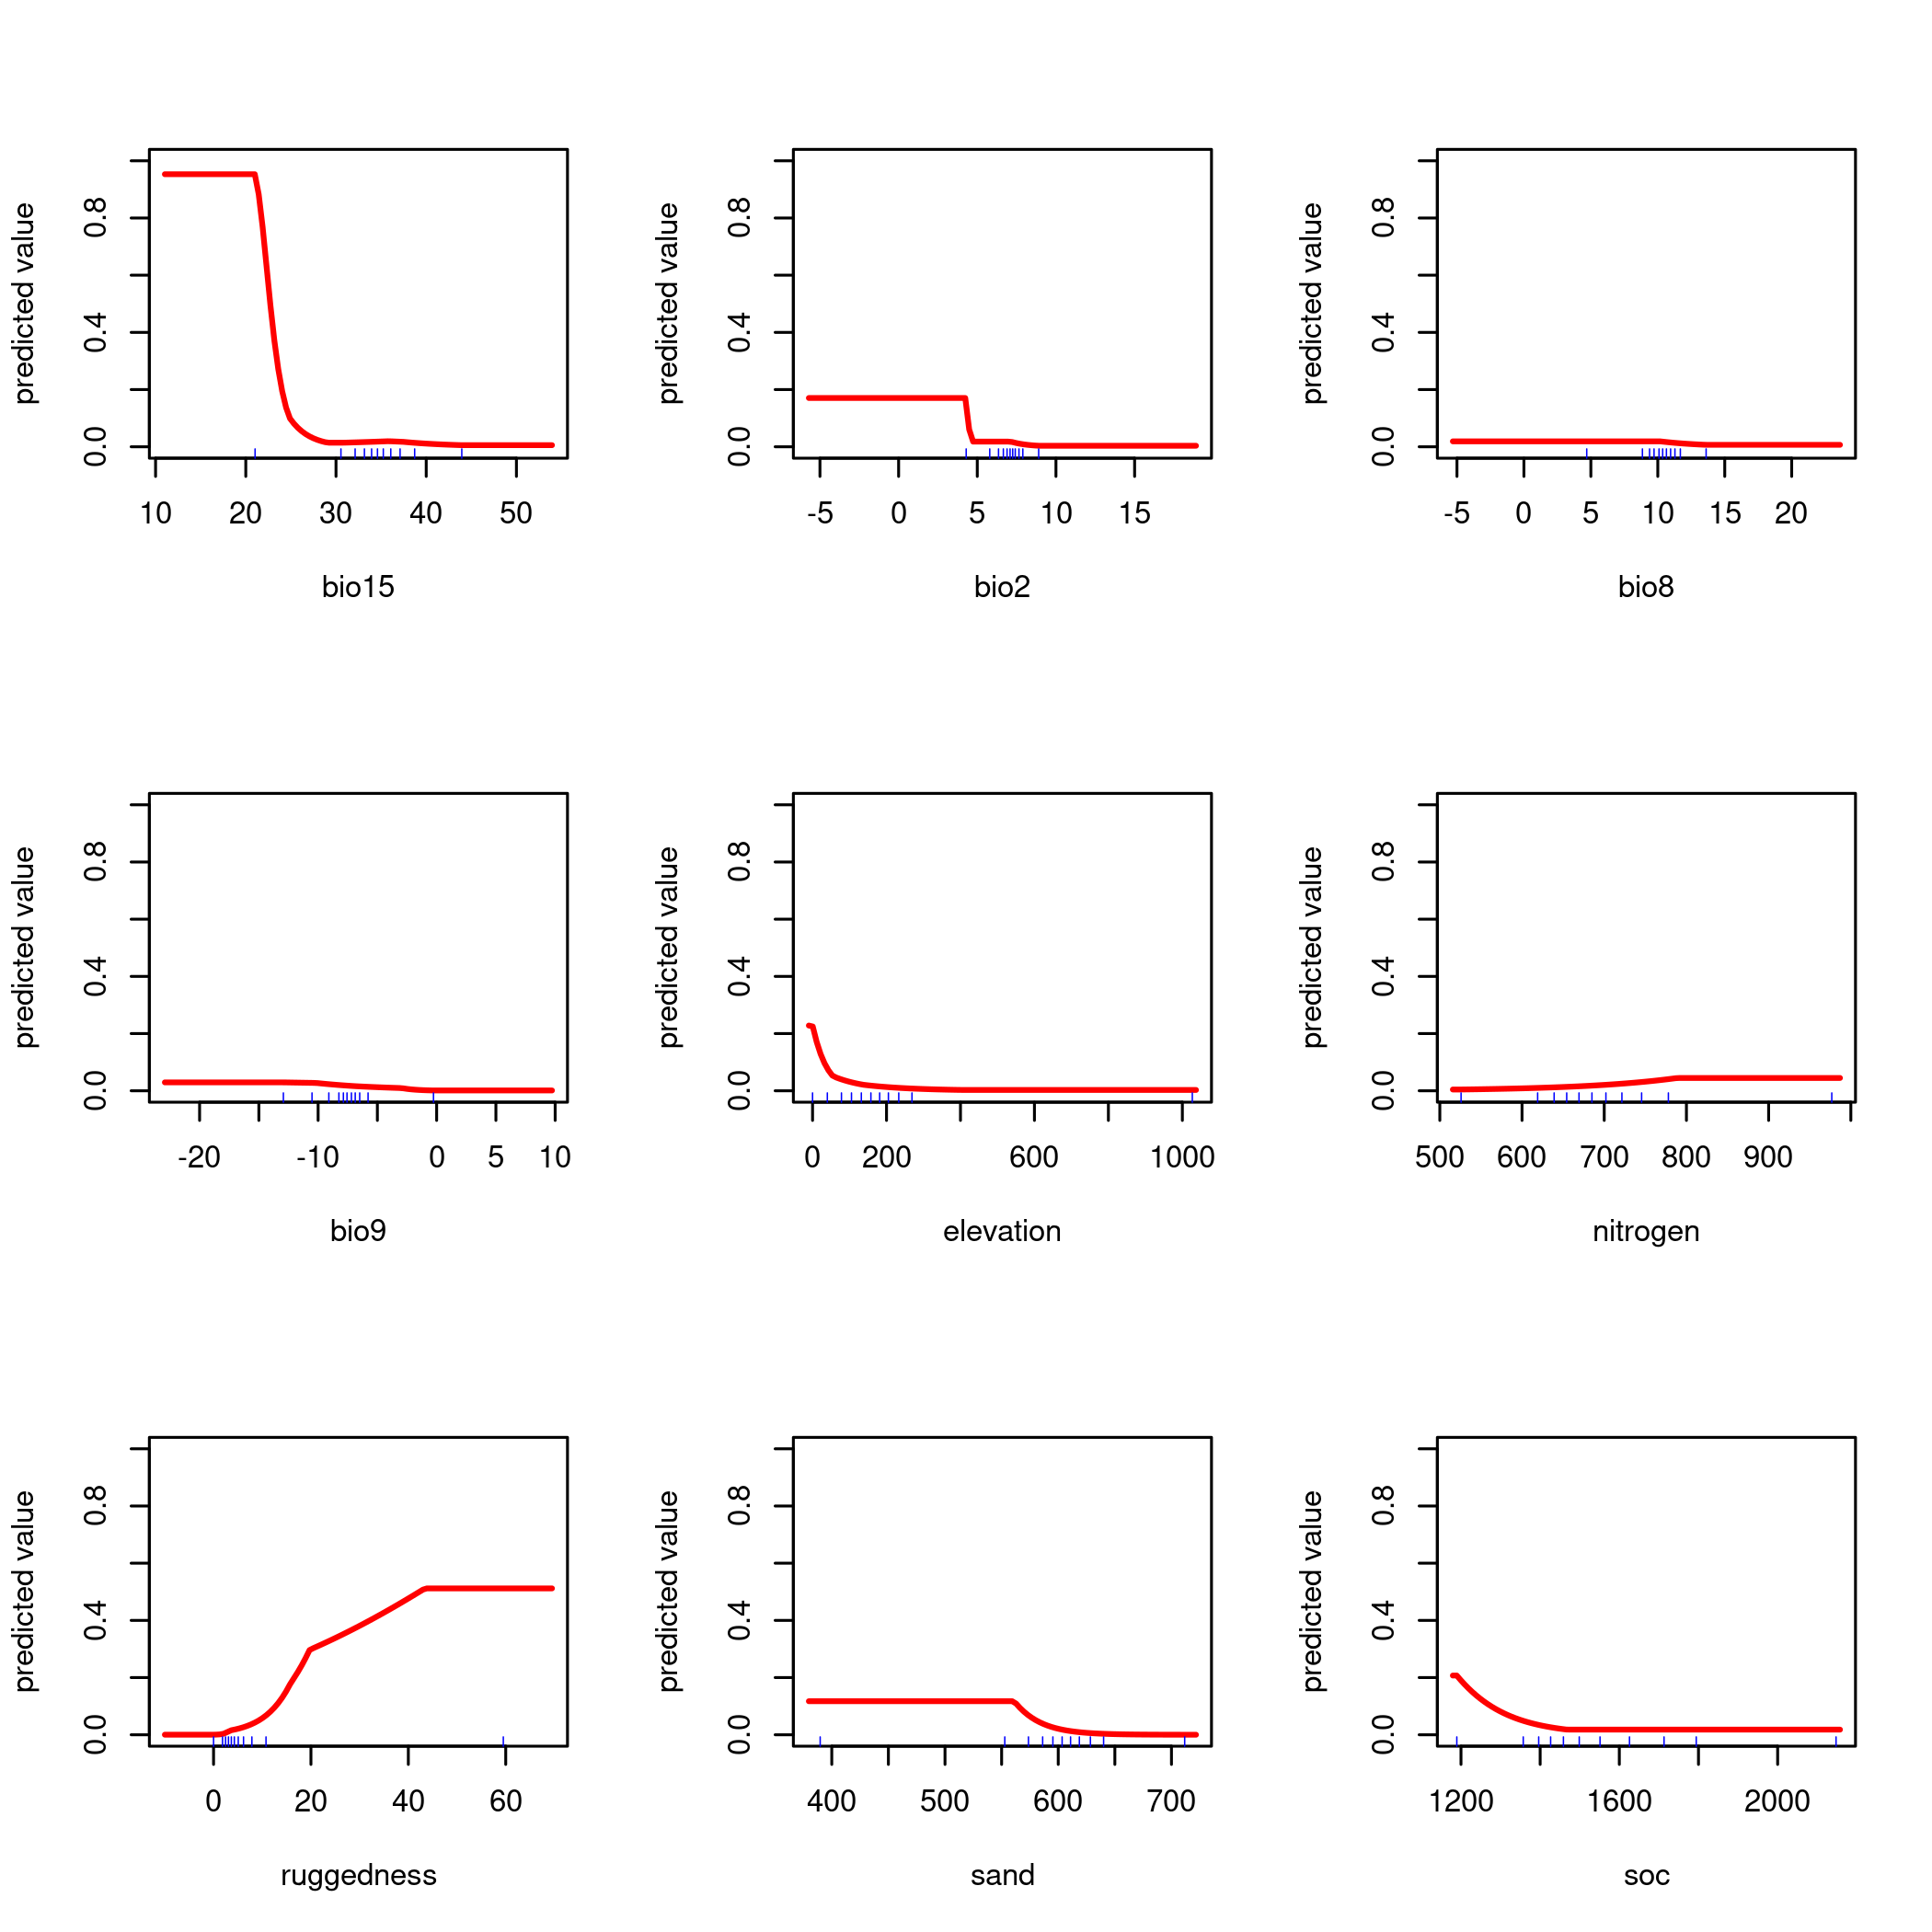 predicted value
0.0 0.4 0.8
10 20 30 40 50
bio15
predicted value
0.0 0.4 0.8
-5 0 5 10 15
bio2
predicted value
0.0 0.4 0.8
-5 0 5 10 15 20
bio8
predicted value
0.0 0.4 0.8
-20 -10 0 5 10
bio9
predicted value
0.0 0.4 0.8
0 200 600 1000
elevation
predicted value
0.0 0.4 0.8
500 600 700 800 900
nitrogen
predicted value
0.0 0.4 0.8
0 20 40 60
ruggedness
predicted value
0.0 0.4 0.8
400 500 600 700
sand
predicted value
0.0 0.4 0.8
1200 1600 2000
soc